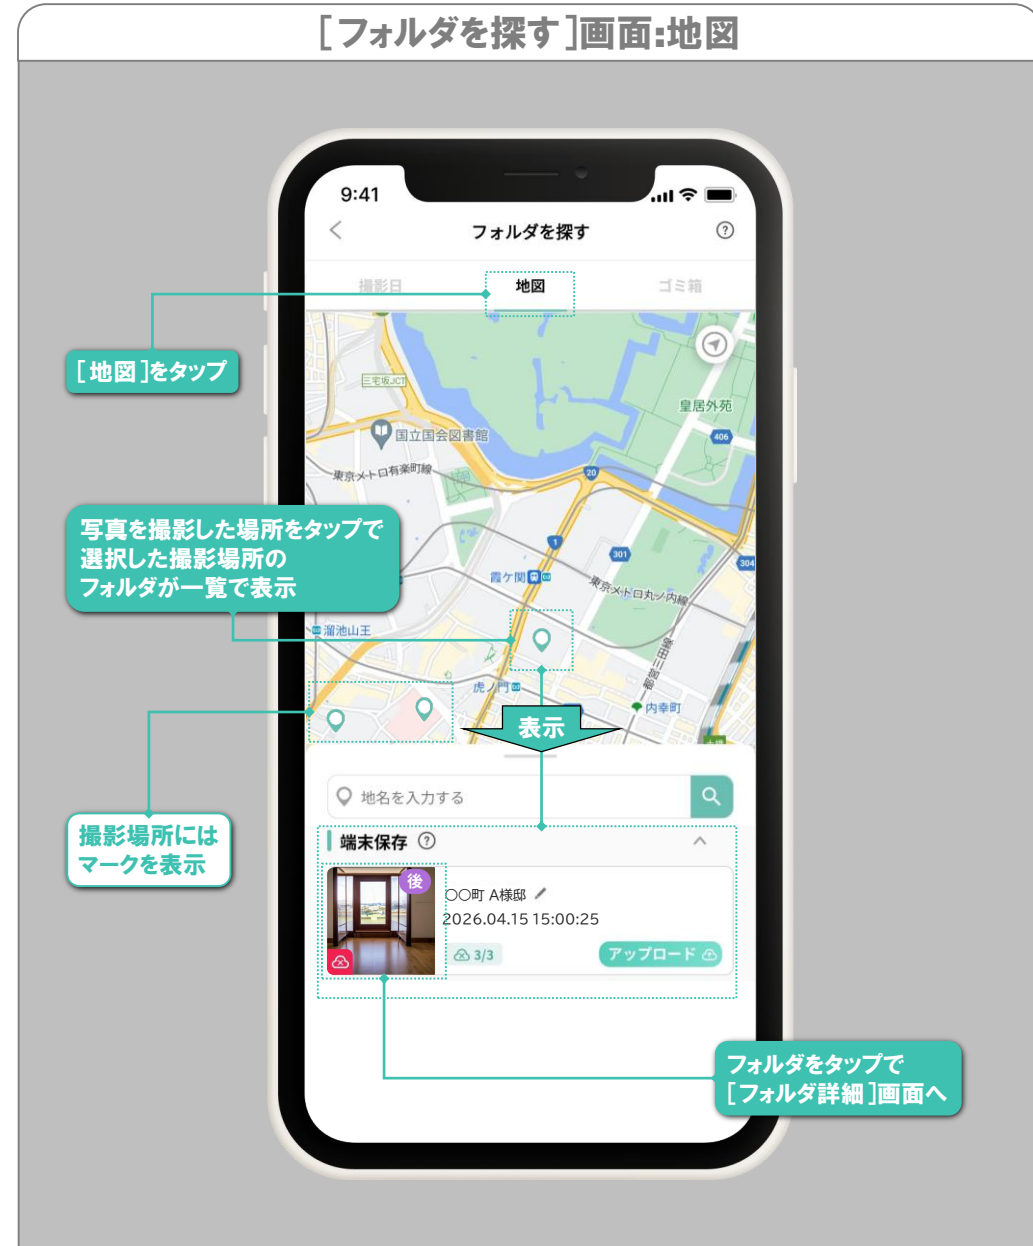 [フォルダを探す]画面:地図
9:41
フォルダを探す
撮影日
地図
ゴミ箱
[地図]をタップ
三宅坂JCT
皇居外苑
国立国会図書館
406
東京メトロ有楽町線
20
写真を撮影した場所をタップで
選択した撮影場所の
フォルダが一覧で表示
1
301
304
霞ケ関
東京メトロ丸ノ内線
溜池山王
都営三田線
虎ノ門
内幸町
表示
地名を入力する
撮影場所には
マークを表示
端末保存
後
〇〇町 A様邸
2026.04.15 15:00:25
3/3
アップロード
フォルダをタップで
[フォルダ詳細]画面へ